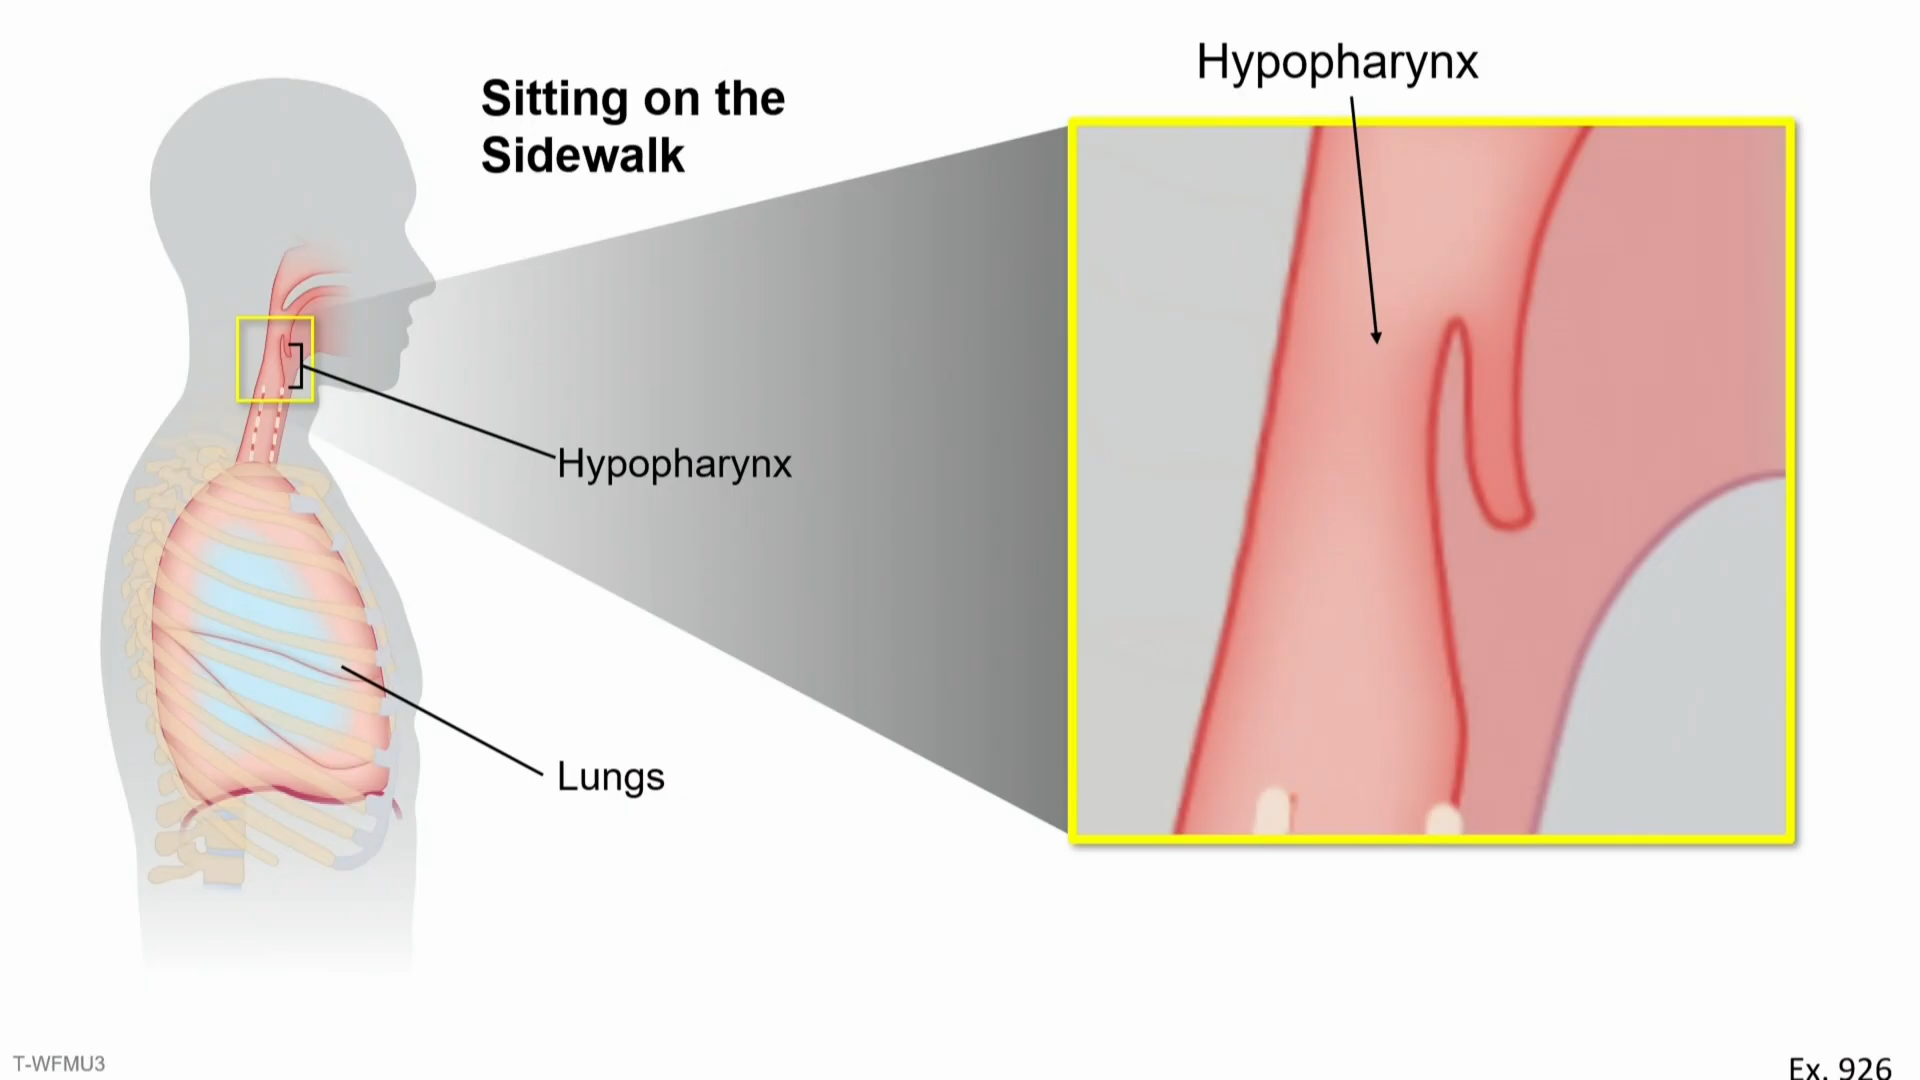 Sitting on the
Sidewalk
Hypopharynx
Hypopharynx
Lungs
T-WFMU3
Ex. 926